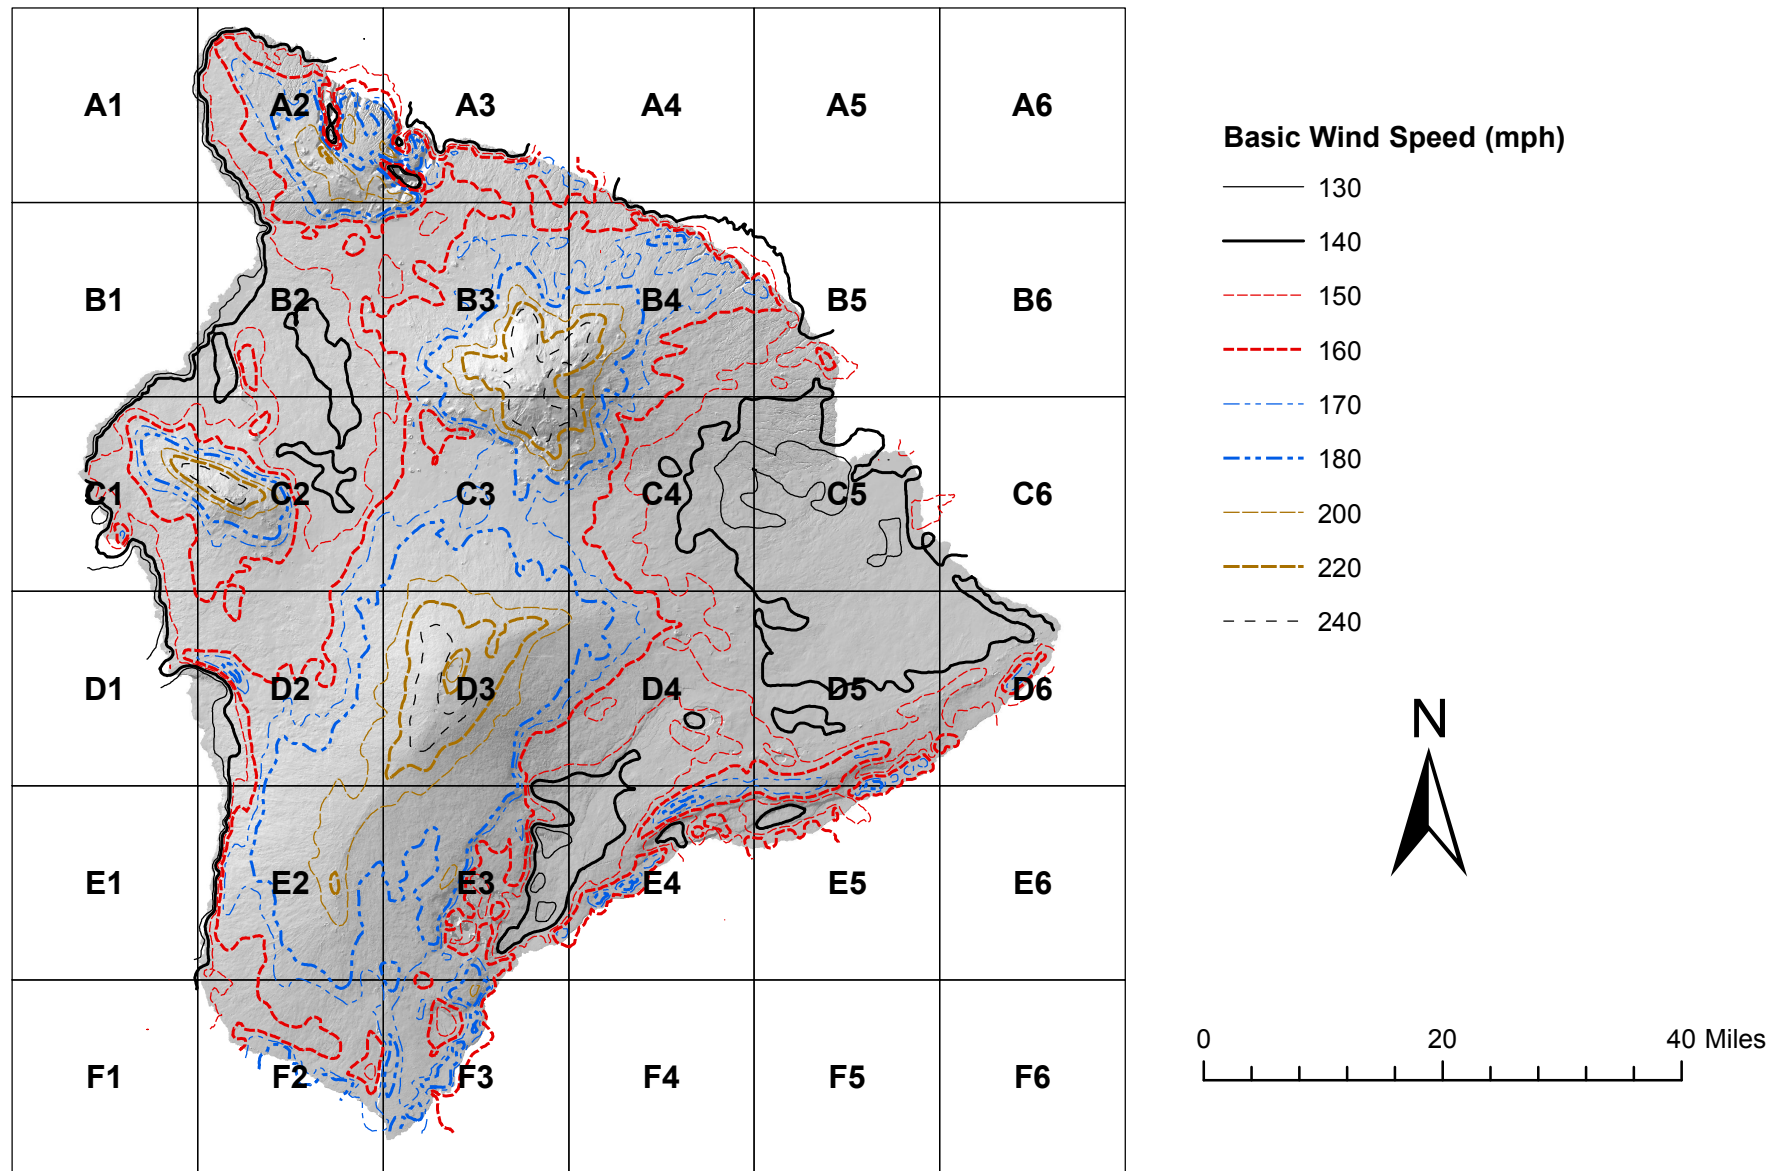 A1 A2 A3 A4 A5 A6
B1 B2 B3 B4 B5 B6
C1 C2 C3 C4 C5 C6
D1 D2 D3 D4 D5 D6
E1 E2 E3 E4 E5 E6
F1 F2 F3 F4 F5 F6
Basic Wind Speed (mph)
130
140
150
160
170
180
200
220
240
N
0 20 40 Miles